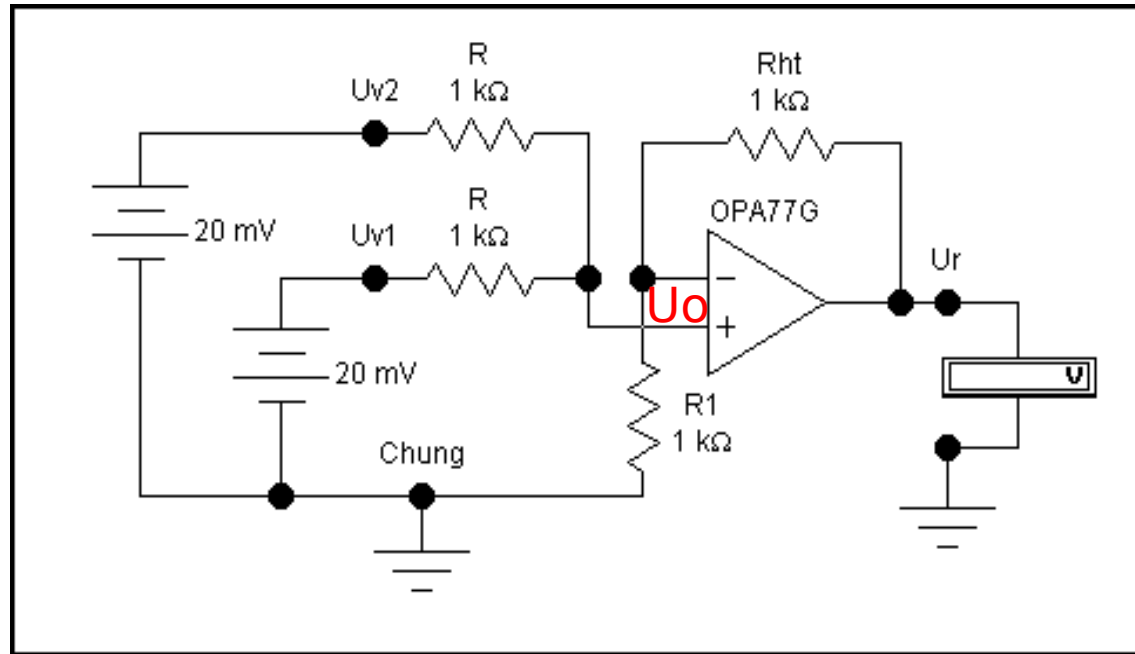 R
1 kΩ
Rht
1 kΩ
Uv2
R
1 kΩ
OPA77G
20 mV
Uv1
Ur
Uo
−
+
V
20 mV
R1
1 kΩ
Chung